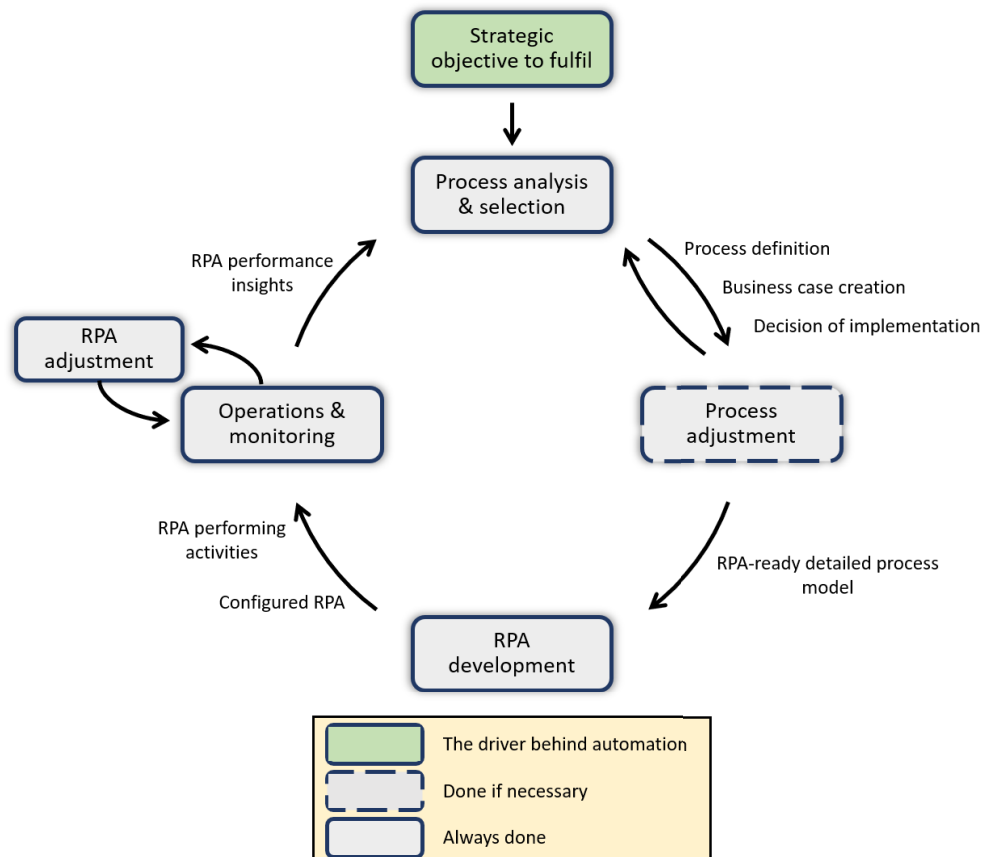 Strategic
objective to fulfil
Process analysis
& selection
RPA performance
insights
Process definition
Business case creation
Decision of implementation
RPA
adjustment
Operations &
monitoring
Process
adjustment
RPA performing
activities
Configured RPA
RPA-ready detailed process
model
RPA
development
The driver behind automation
Done if necessary
Always done